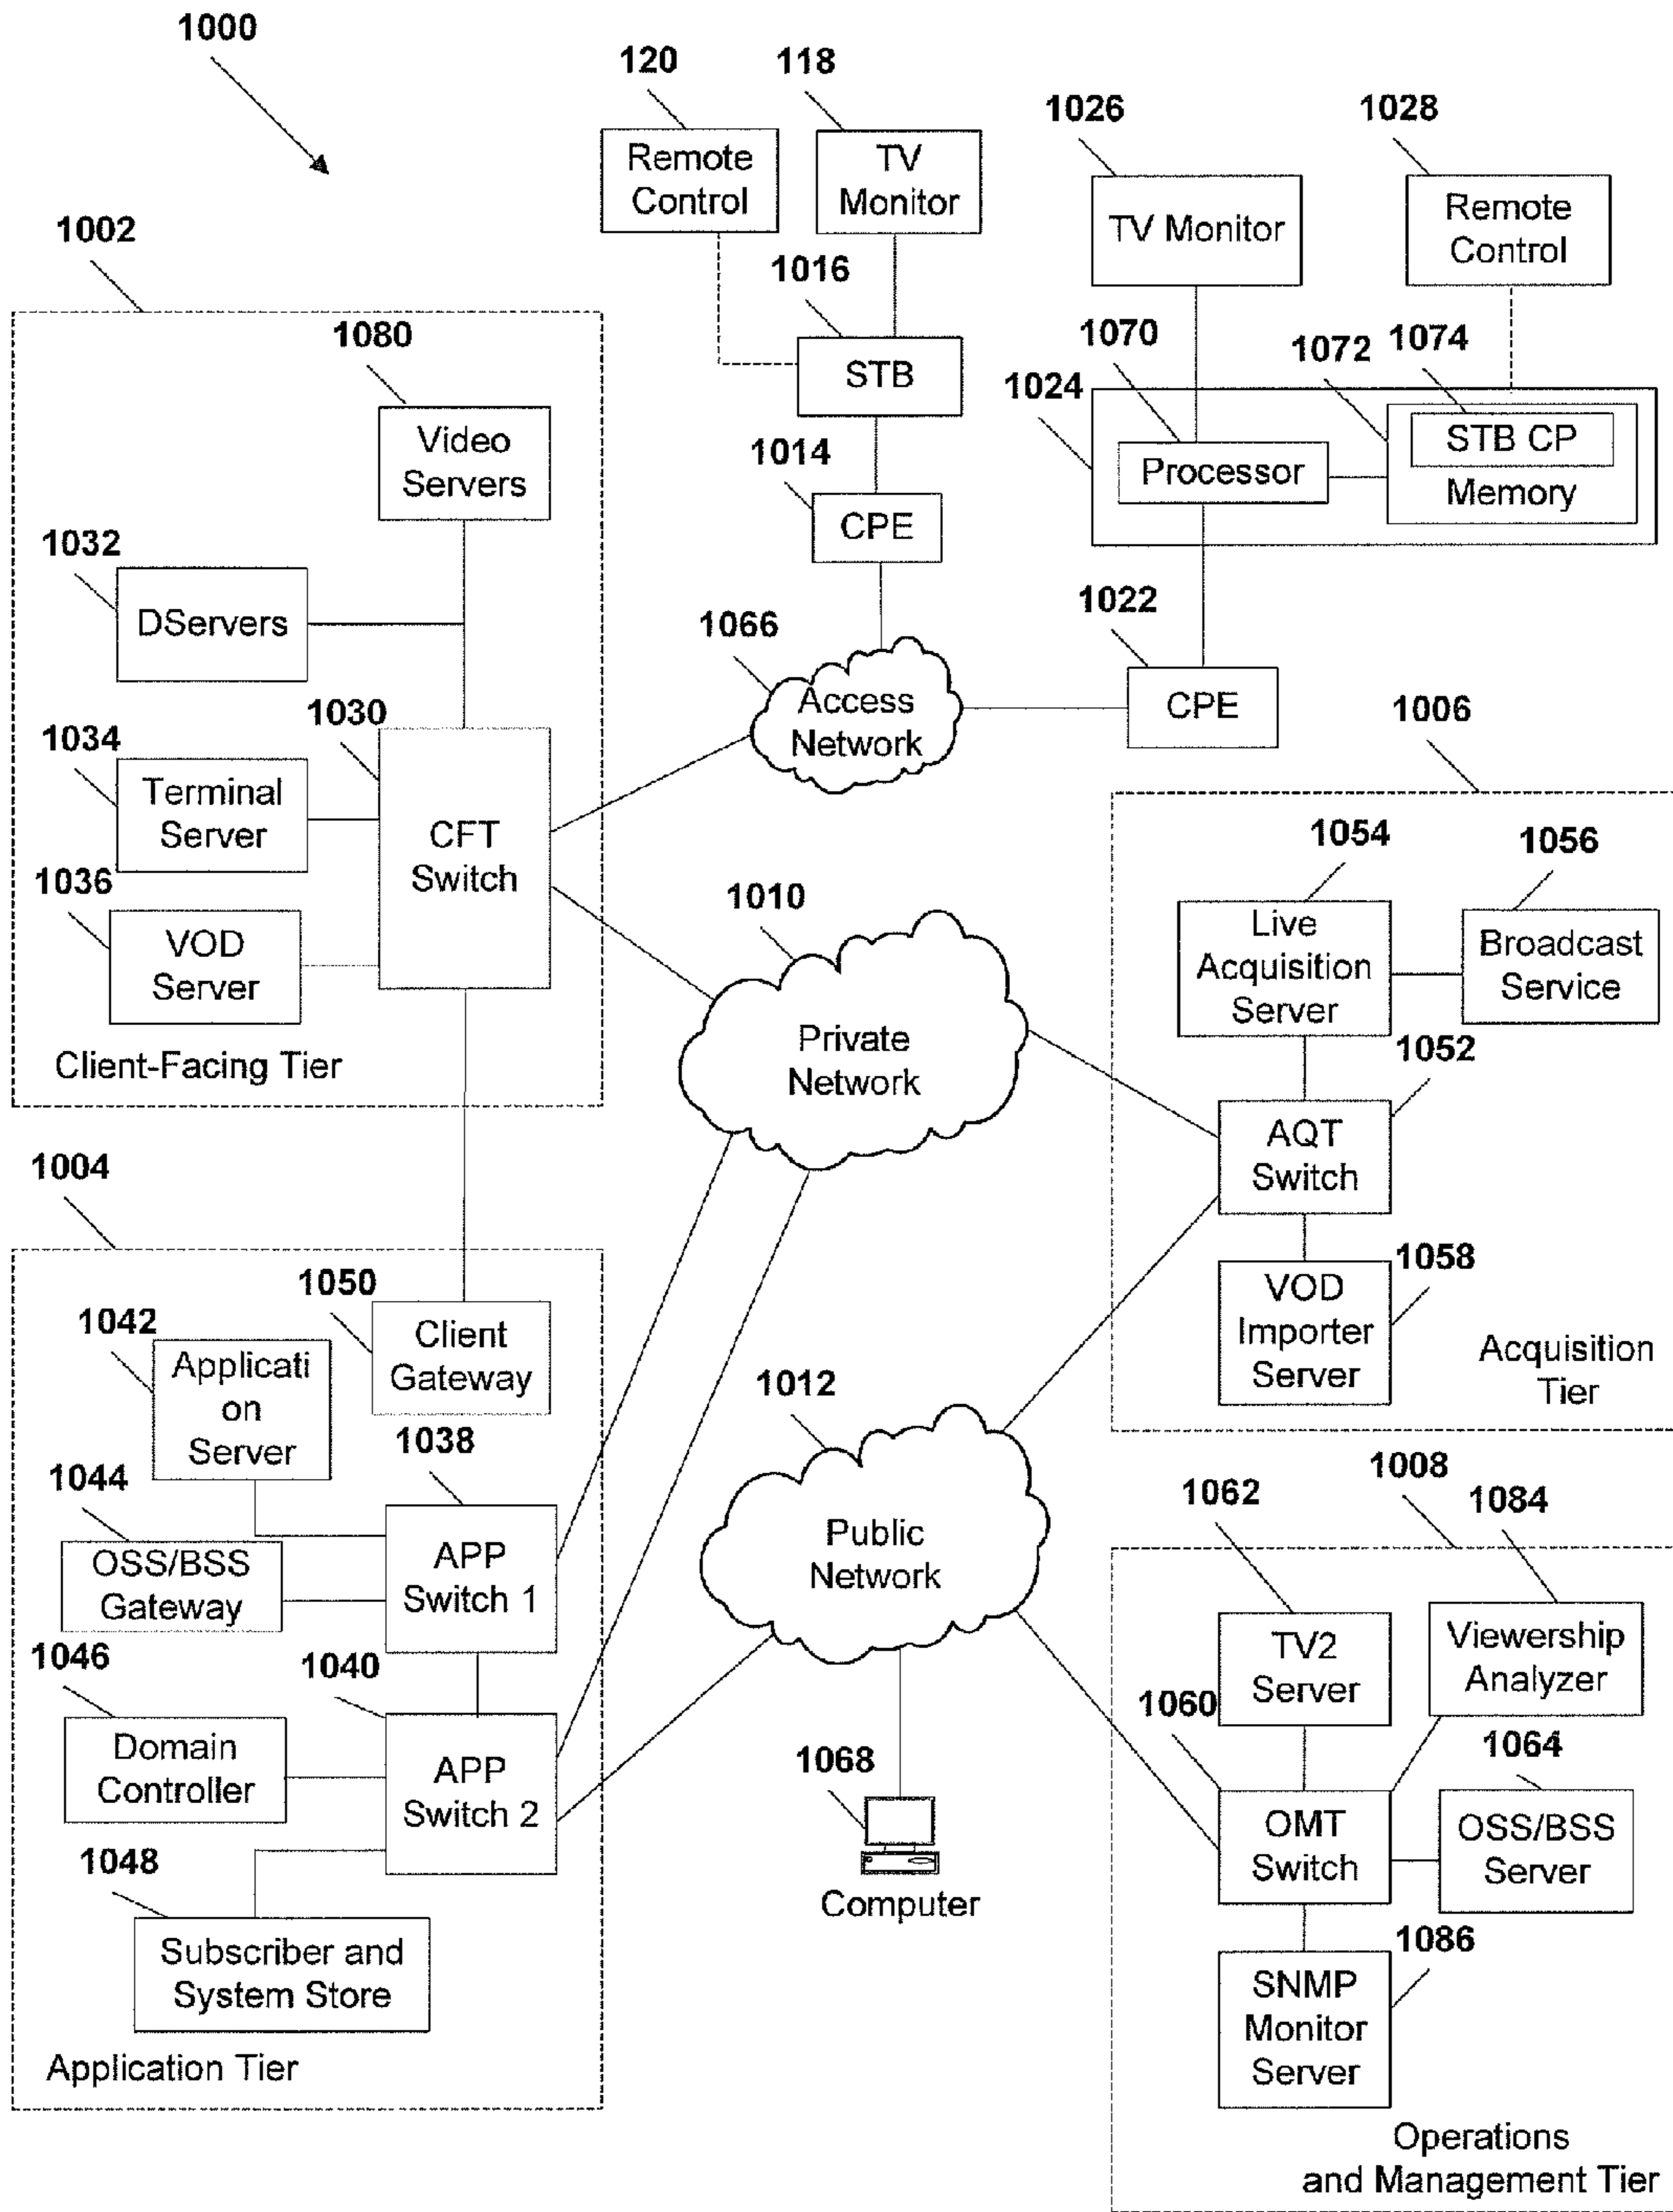 1000
120
118
1026
1028
Remote
Control
TV
Monitor
TV Monitor
Remote
Control
1002
1016
1080
STB
1070
1072
1074
1024
STB CP
Processor
Memory
Video
Servers
1014
CPE
1032
DServers
1022
1066
Access
Network
CPE
1030
1034
Terminal
Server
CFT
Switch
1036
VOD
Server
Client-Facing Tier
1006
1054
1056
Live
Acquisition
Server
Broadcast
Service
1010
Private
Network
1052
AQT
Switch
1058
VOD
Importer
Server
Acquisition
Tier
1004
1050
Client
Gateway
1042
Applicati
on
Server
1038
1044
OSS/BSS
Gateway
APP
Switch 1
1046
1040
Domain
Controller
APP
Switch 2
1048
Subscriber and
System Store
Application Tier
1012
Public
Network
1068
Computer
1008
1062
1084
TV2
Server
Viewership
Analyzer
1060
1064
OMT
Switch
OSS/BSS
Server
1086
SNMP
Monitor
Server
Operations
and Management Tier